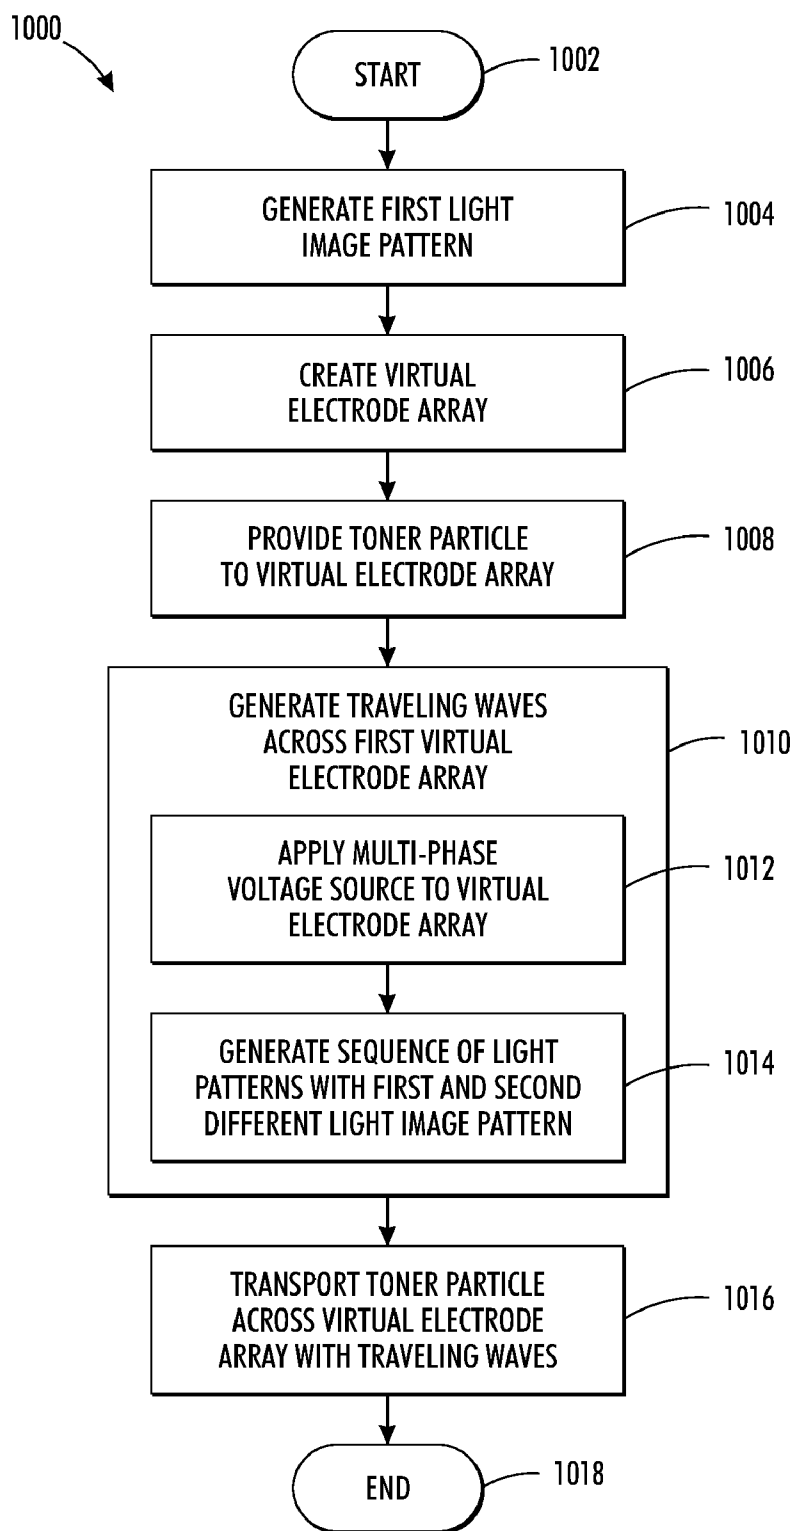 1000
START
1002
GENERATE FIRST LIGHT
IMAGE PATTERN
1004
CREATE VIRTUAL
ELECTRODE ARRAY
1006
PROVIDE TONER PARTICLE
TO VIRTUAL ELECTRODE ARRAY
1008
GENERATE TRAVELING WAVES
ACROSS FIRST VIRTUAL
ELECTRODE ARRAY
1010
APPLY MULTI-PHASE
VOLTAGE SOURCE TO VIRTUAL
ELECTRODE ARRAY
1012
GENERATE SEQUENCE OF LIGHT
PATTERNS WITH FIRST AND SECOND
DIFFERENT LIGHT IMAGE PATTERN
1014
TRANSPORT TONER PARTICLE
ACROSS VIRTUAL ELECTRODE
ARRAY WITH TRAVELING WAVES
1016
END
1018